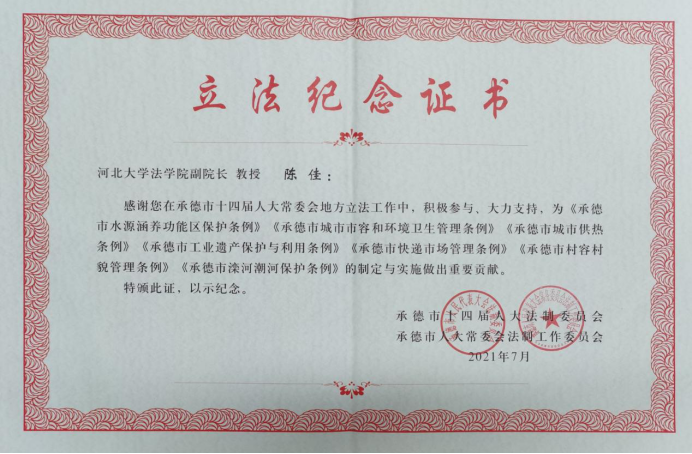 立法纪念证书
河北大学法学院副院长 教授 陈佳：
感谢您在承德市十四届人大常委会地方立法工作中，积极参与、大力支持，为《承德
市水源涵养功能区保护条例》《承德市城市市容和环境卫生管理条例》《承德市城市供热
条例》《承德市工业遗产保护与利用条例》《承德市快递市场管理条例》《承德市村容村
貌管理条例》《承德市滦河潮河保护条例》的制定与实施做出重要贡献。
特颁此证，以示纪念。
承德市十四届人大法制委员会
承德市人大常委会法制工作委员会
2021年7月